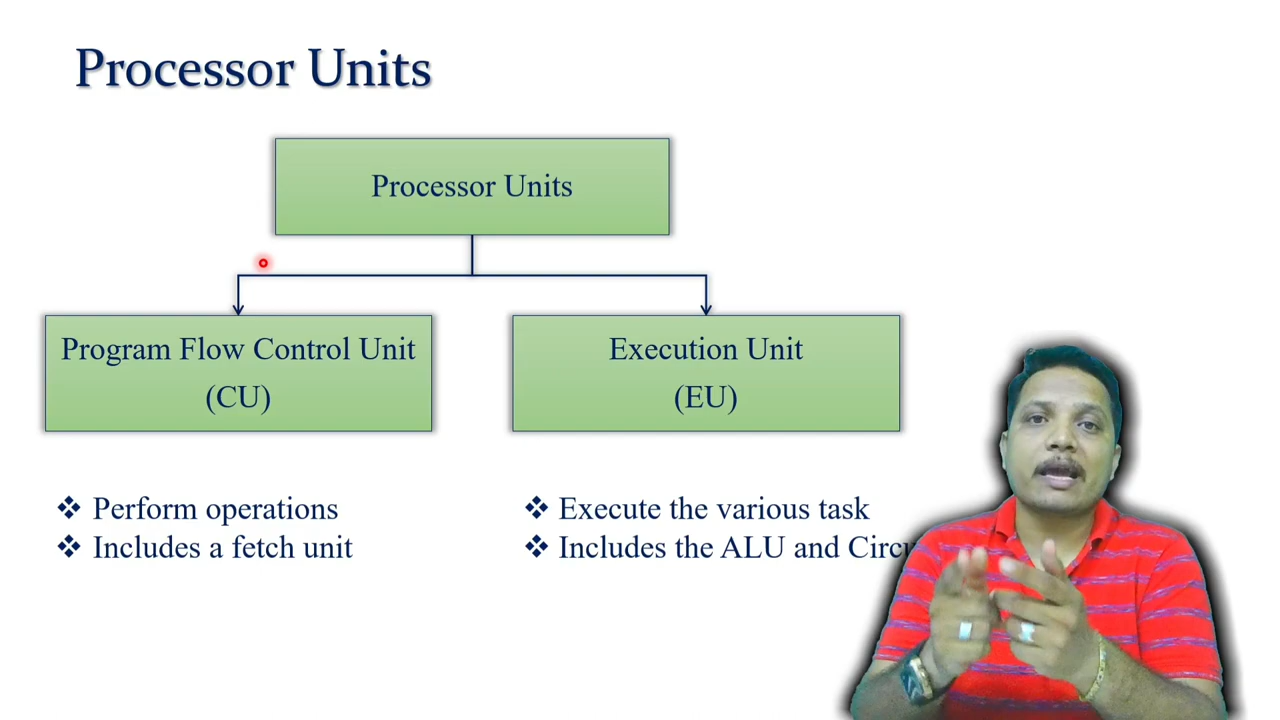 Processor Units
Processor Units
Program Flow Control Unit
(CU)
Execution Unit
(EU)
❖ Perform operations
❖ Includes a fetch unit
❖ Execute the various task
❖ Includes the ALU and